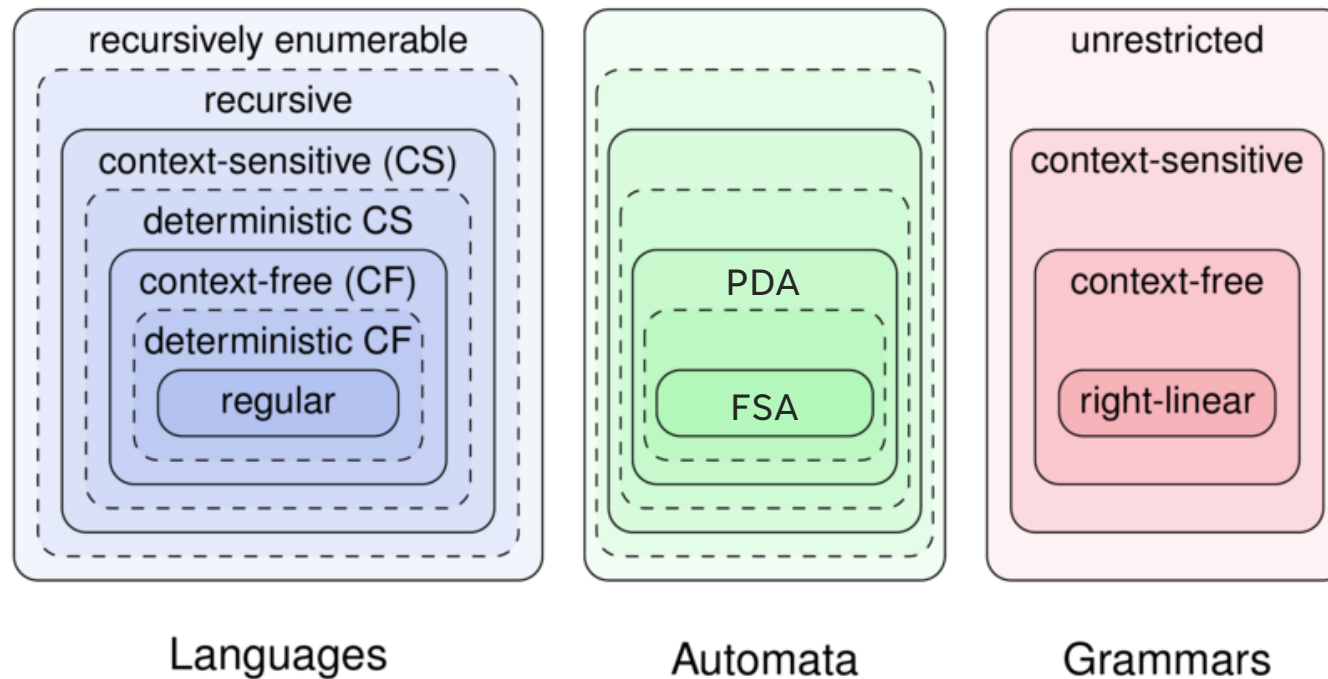 recursively enumerable
recursive
context-sensitive (CS)
deterministic CS
context-free (CF)
deterministic CF
regular
Languages
PDA
FSA
Automata
unrestricted
context-sensitive
context-free
right-linear
Grammars